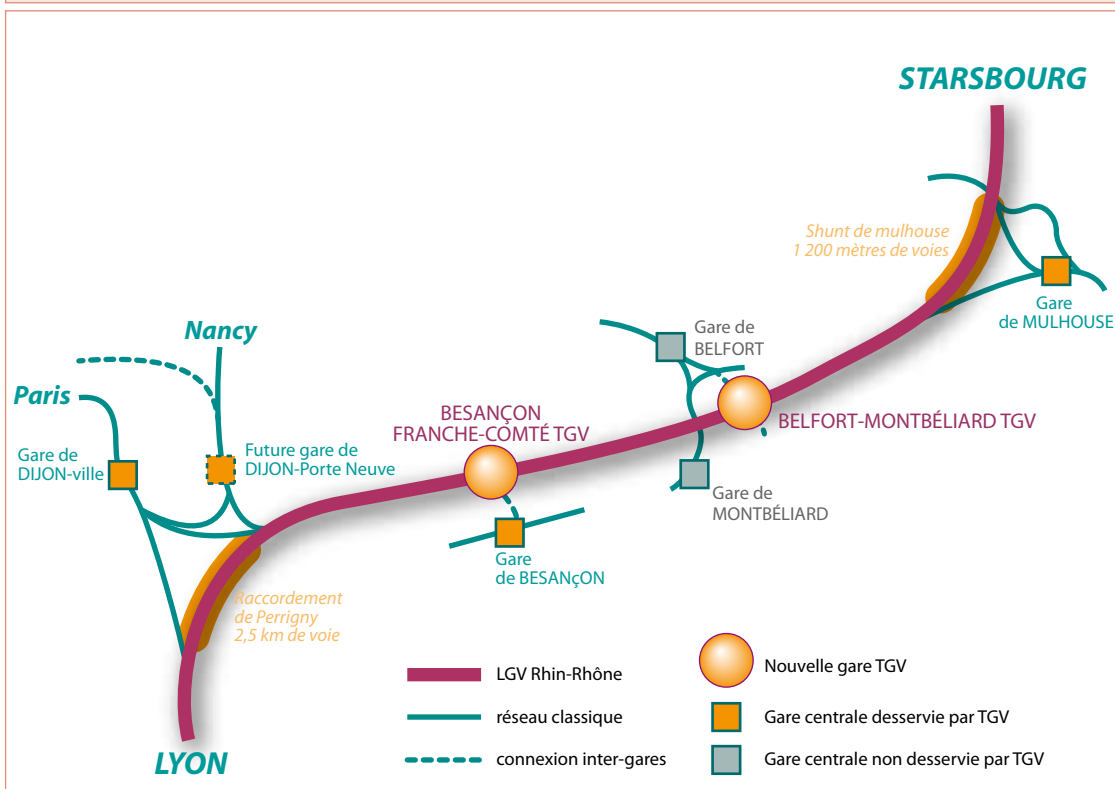 STARSBOURG
Shunt de mulhouse
1 200 mètres de voies
Gare
de MULHOUSE
Nancy
Gare de
BELFORT
Paris
BESANÇON
FRANCHE-COMTÉ TGV
BELFORT-MONTBÉLIARD TGV
Gare de
DIJON-ville
Future gare de
DIJON-Porte Neuve
Gare de
MONTBÉLIARD
Gare
de BESANçON
Raccordement
de Perrigny
2,5 km de voie
LYON
LGV Rhin-Rhône
réseau classique
connexion inter-gares
Nouvelle gare TGV
Gare centrale desservie par TGV
Gare centrale non desservie par TGV